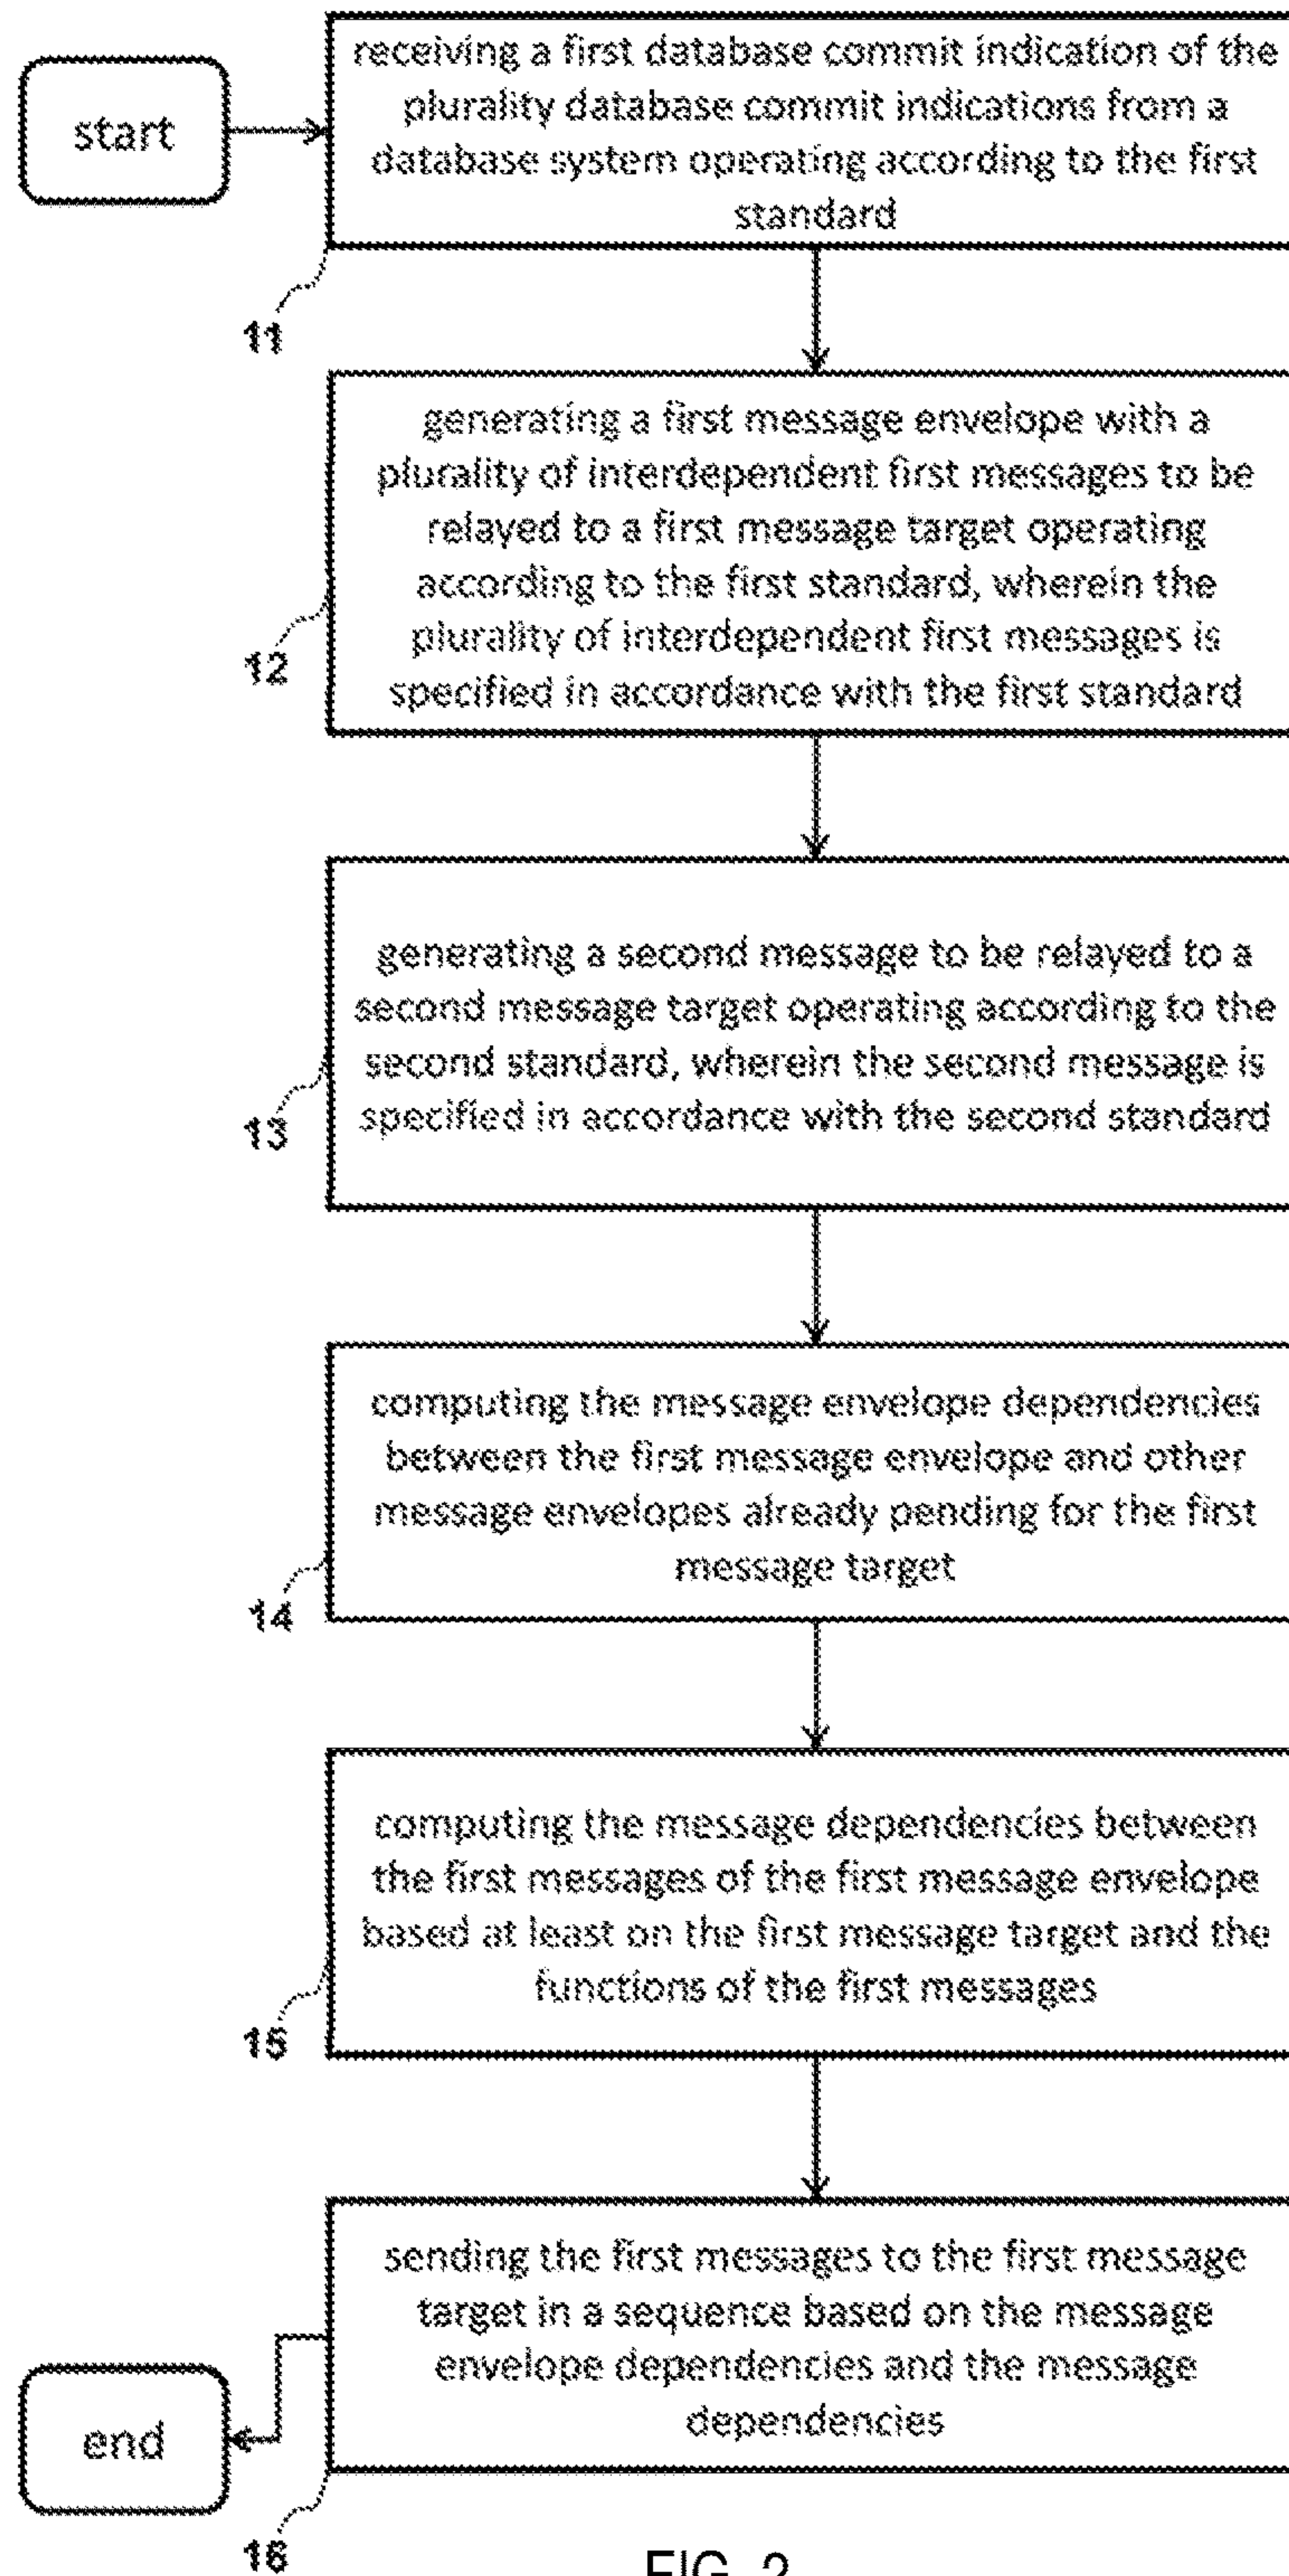 start
receiving a first database commit indication of the
plurality database commit indications from a
database system operating according to the first
standard
11
generating a first message envelope with a
plurality of interdependent first messages to be
relayed to a first message target operating
according to the first standard, wherein the
plurality of interdependent first messages is
specified in accordance with the first standard
12
generating a second message to be relayed to a
second message target operating according to the
second standard, wherein the second message is
specified in accordance with the second standard
13
computing the message envelope dependencies
between the first message envelope and other
message envelopes already pending for the first
message target
14
computing the message dependencies between
the first messages of the first message envelope
based at least on the first message target and the
functions of the first messages
15
sending the first messages to the first message
target in a sequence based on the message
envelope dependencies and the message
dependencies
end
16
FIG. 2